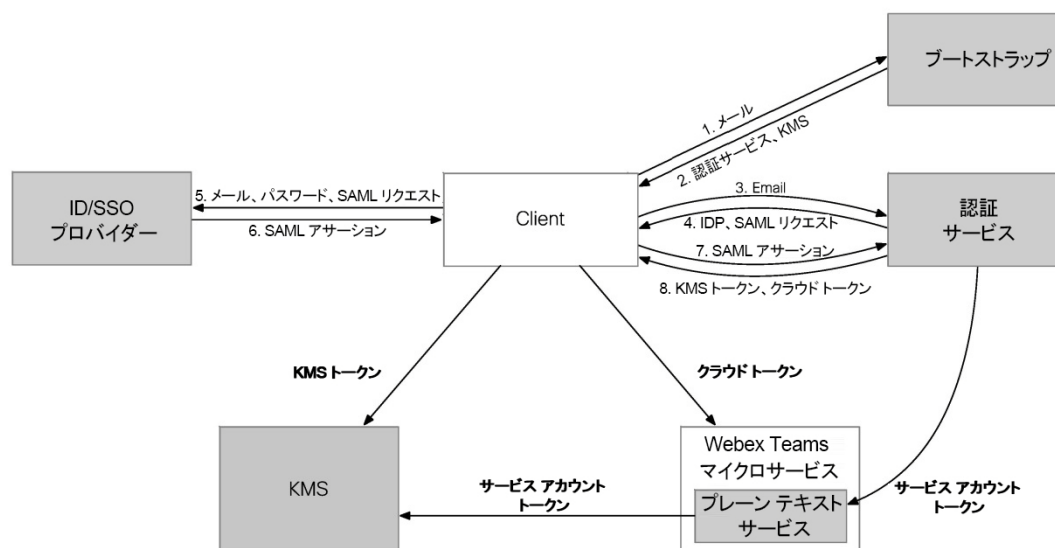 ブートストラップ
1. メール
2. 認証サービス、KMS
ID/SSO
プロバイダー
5. メール、パスワード、SAML リクエスト
6. SAML アサーション
Client
3. Email
4. IDP、SAML リクエスト
7. SAML アサーション
8. KMS トークン、クラウド トークン
認証
サービス
KMS トークン
クラウド トークン
KMS
サービス アカウント
トークン
Webex Teams
マイクロサービス
プレーン テキスト
サービス
サービス アカウント
トークン